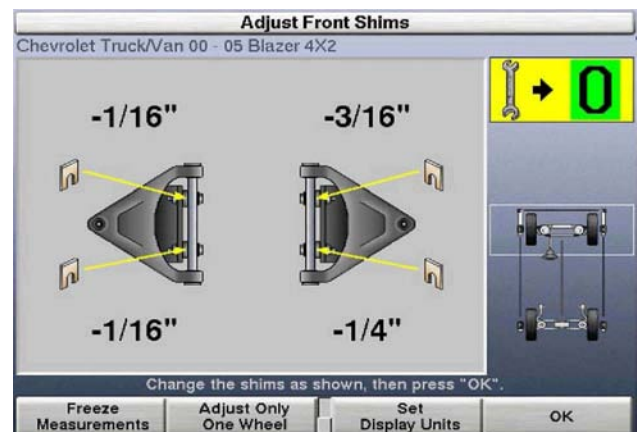 Adjust Front Shims
Chevrolet Truck/Van 00 - 05 Blazer 4X2
-1/16" -3/16"
0
-1/16" -1/4"
Change the shims as shown, then press "OK".
Freeze Measurements
Adjust Only One Wheel
Set Display Units
OK